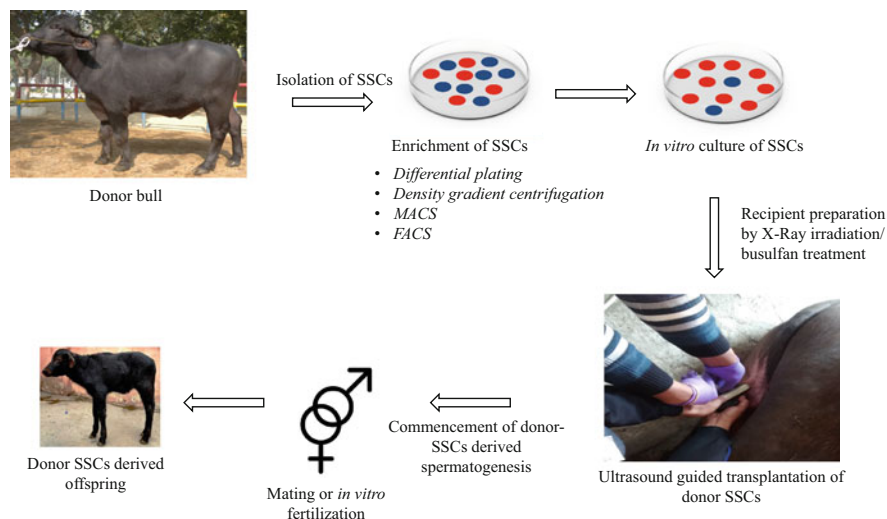 Donor bull
Isolation of SSCs
Enrichment of SSCs
• Differential plating
• Density gradient centrifugation
• MACS
• FACS
In vitro culture of SSCs
Recipient preparation
by X-Ray irradiation/
busulfan treatment
Ultrasound guided transplantation of
donor SSCs
Commencement of donor-
SSCs derived
spermatogenesis
Mating or in vitro
fertilization
Donor SSCs derived
offspring